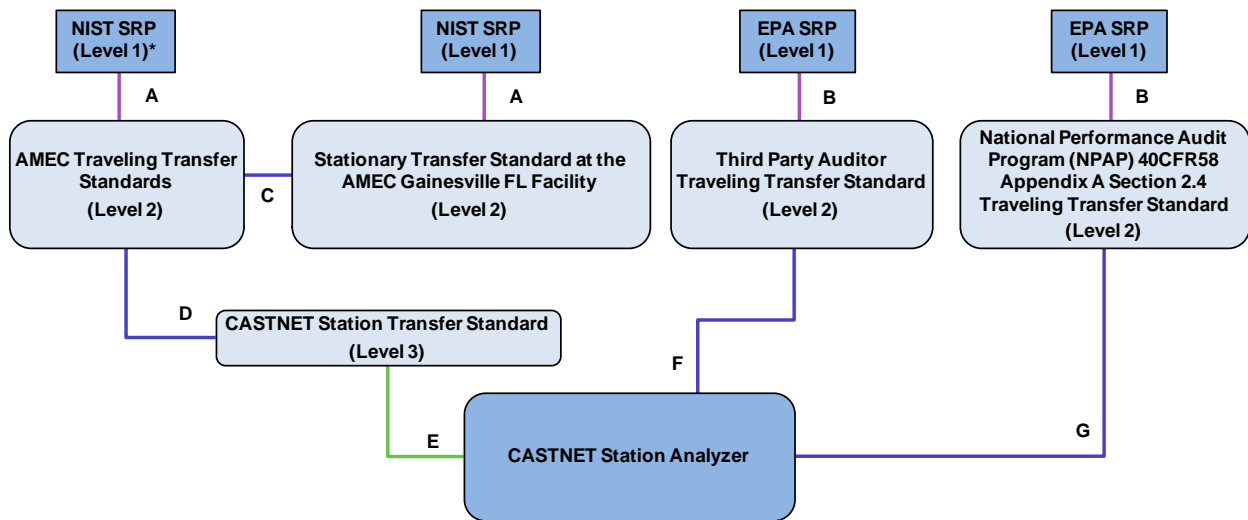 NIST SRP
(Level 1)*
NIST SRP
(Level 1)
EPA SRP
(Level 1)
EPA SRP
(Level 1)
A
A
B
B
AMEC Traveling Transfer
Standards
(Level 2)
C
Stationary Transfer Standard at the
AMEC Gainesville FL Facility
(Level 2)
Third Party Auditor
Traveling Transfer Standard
(Level 2)
National Performance Audit
Program (NPAP) 40CFR58
Appendix A Section 2.4
Traveling Transfer Standard
(Level 2)
D
CASTNET Station Transfer Standard
(Level 3)
F
E
CASTNET Station Analyzer
G